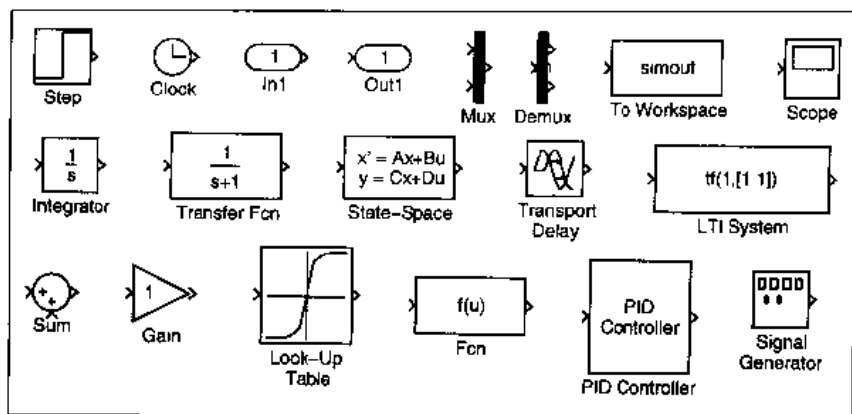 1
1
simout
Step
Clock
In1
Out1
Mux
Demux
To Workspace
Scope
1
s
1
s+1
x' = Ax+Bu
y = Cx+Du
tf(1,[1 1])
Integrator
Transfer Fcn
State-Space
Transport
Delay
LTI System
+
+
1
f(u)
PID
Controller
Sum
Gain
Look-Up
Table
Fcn
PID Controller
Signal
Generator